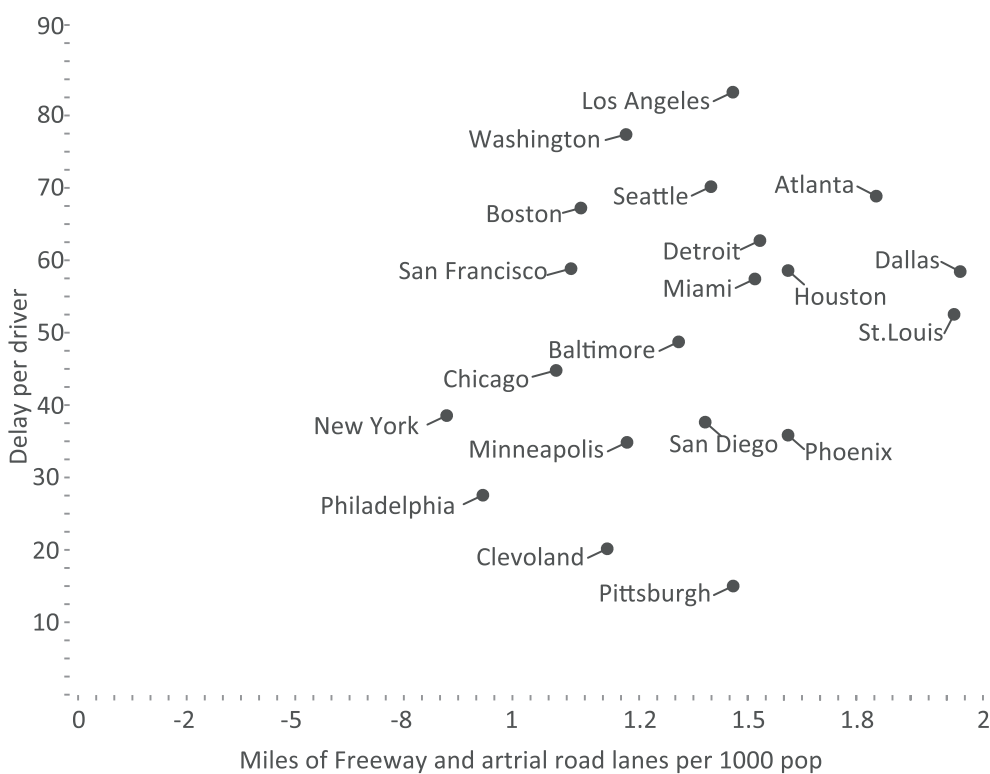 90
Los Angeles
80
Washington
70
Seattle
Atlanta
Boston
Detroit
60
San Francisco
Dallas
Miami
Houston
50
St.Louis
Baltimore
Chicago
40
New York
San Diego
Minneapolis
Phoenix
30
Philadelphia
20
Clevoland
Pittsburgh
10
Delay per driver
0 -2 -5 -8 1 1.2 1.5 1.8 2
Miles of Freeway and artrial road lanes per 1000 pop